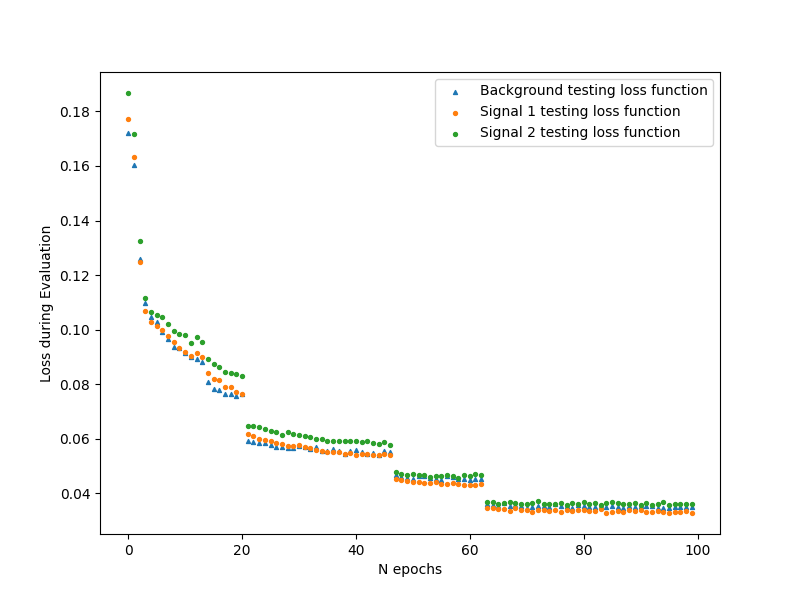 Background testing loss function
Signal 1 testing loss function
Signal 2 testing loss function
0.18
0.16
0.14
0.12
0.10
0.08
0.06
0.04
Loss during Evaluation
0 20 40 60 80 100
N epochs